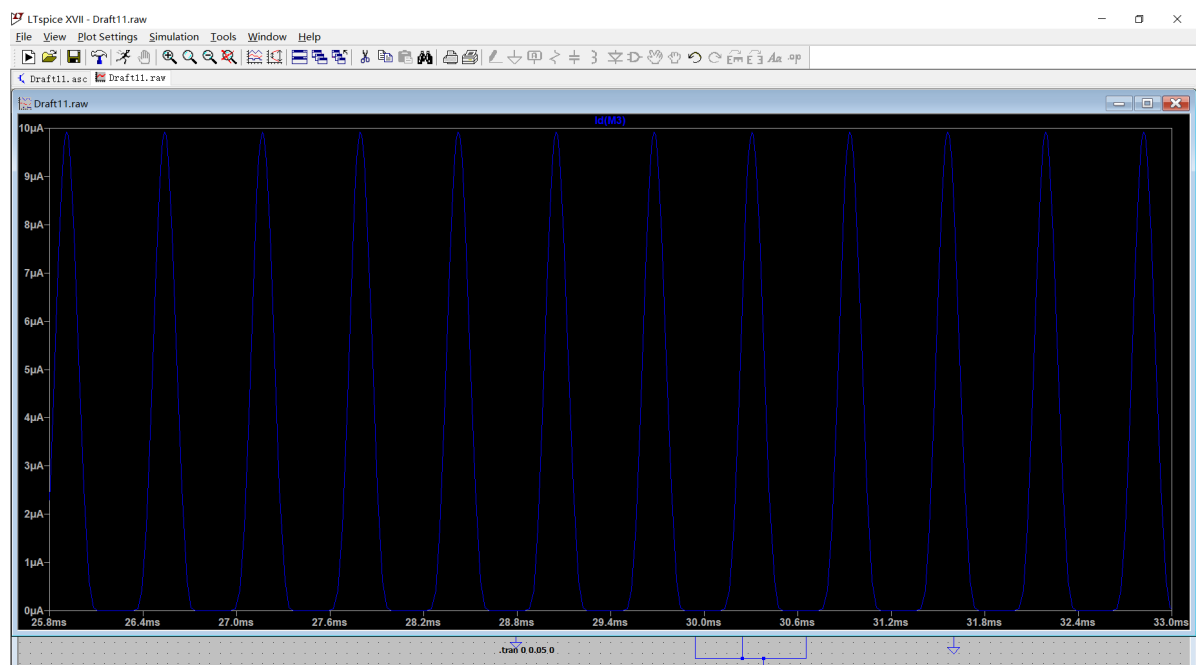 LTspice XVII - Draft11.raw
File View Plot Settings Simulation Tools Window Help
Draft11.asc Draft11.raw
Draft11.raw
Id(M3)
10µA
9µA
8µA
7µA
6µA
5µA
4µA
3µA
2µA
1µA
0µA
25.8ms 26.4ms 27.0ms 27.6ms 28.2ms 28.8ms 29.4ms 30.0ms 30.6ms 31.2ms 31.8ms 32.4ms 33.0ms
.tran 0 0.05 0